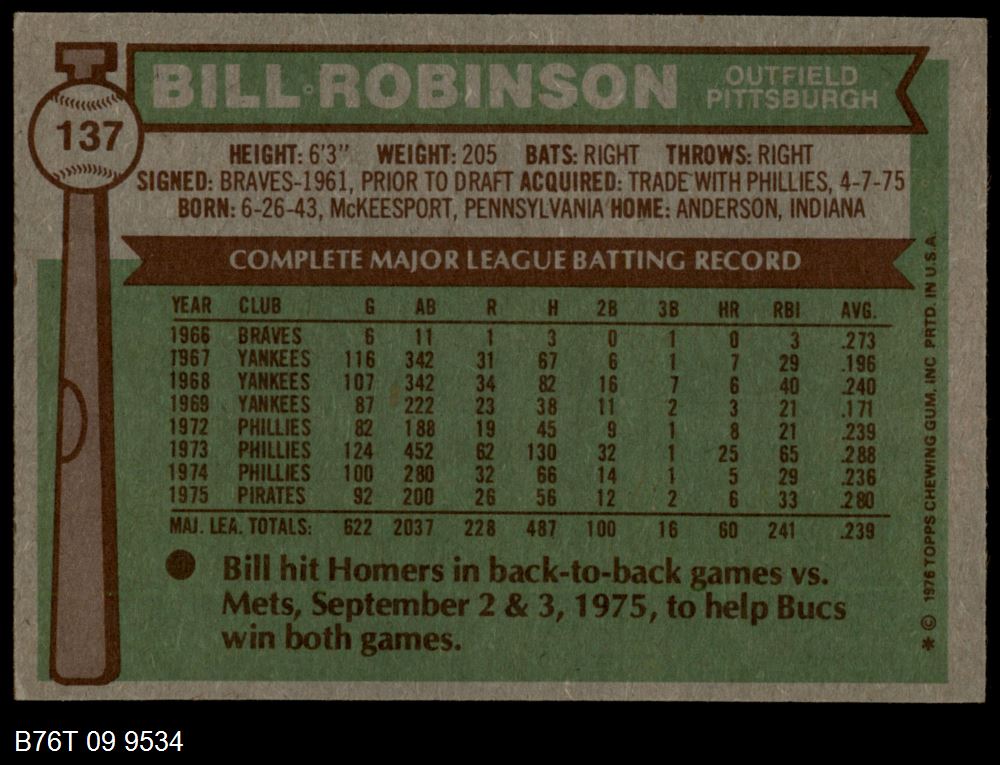 137
BILL ROBINSON
OUTFIELD
PITTSBURGH
HEIGHT: 6'3" WEIGHT: 205 BATS: RIGHT THROWS: RIGHT
SIGNED: BRAVES-1961, PRIOR TO DRAFT ACQUIRED: TRADE WITH PHILLIES, 4-7-75
BORN: 6-26-43, McKEESPORT, PENNSYLVANIA HOME: ANDERSON, INDIANA
COMPLETE MAJOR LEAGUE BATTING RECORD
YEAR CLUB G AB R H 2B 3B HR RBI AVG.
1966 BRAVES 6 11 1 3 0 1 0 3 .273
1967 YANKEES 116 342 31 67 6 1 7 29 .196
1968 YANKEES 107 342 34 82 16 7 6 40 .240
1969 YANKEES 87 222 23 38 11 2 3 21 .171
1972 PHILLIES 82 188 19 45 9 1 8 21 .239
1973 PHILLIES 124 452 62 130 32 1 25 65 .288
1974 PHILLIES 100 280 32 66 14 1 5 29 .236
1975 PIRATES 92 200 26 56 12 2 6 33 .280
MAJ. LEA. TOTALS: 622 2037 228 487 100 16 60 241 .239
Bill hit Homers in back-to-back games vs.
Mets, September 2 & 3, 1975, to help Bucs
win both games.
* © 1976 TOPPS CHEWING GUM, INC PRTD. IN U.S.A.
B76T 09 9534